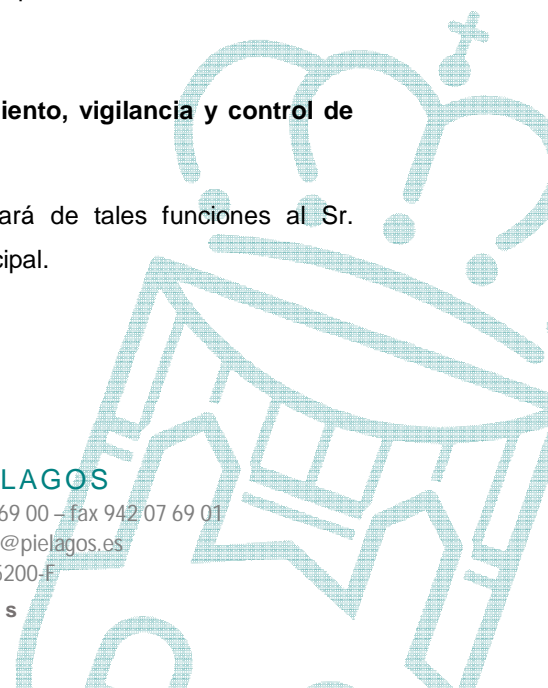 iento, vigilancia y control de
ará de tales funciones al Sr.
cipal.
LAGOS
69 00 – fax 942 07 69 01
@pielagos.es
5200-F
s